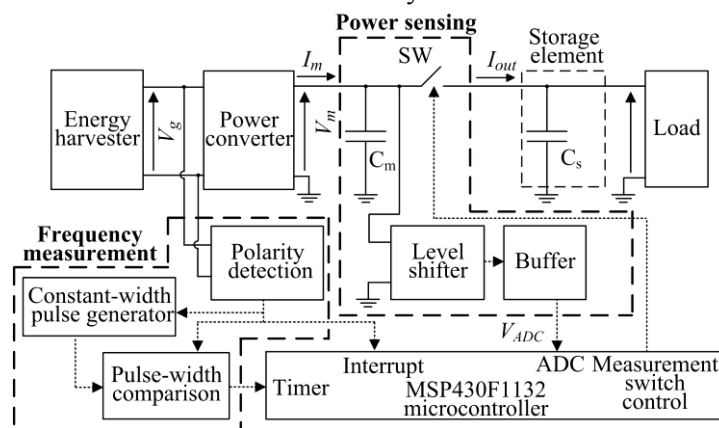 Power sensing
SW
Storage
element
I_m
I_out
Energy
harvester
V_g
Power
converter
V_m
C_m
C_s
Load
Frequency
measurement
Polarity
detection
Level
shifter
Buffer
Constant-width
pulse generator
V_ADC
Pulse-width
comparison
Timer
Interrupt
ADC
Measurement
switch
control
MSP430F1132
microcontroller